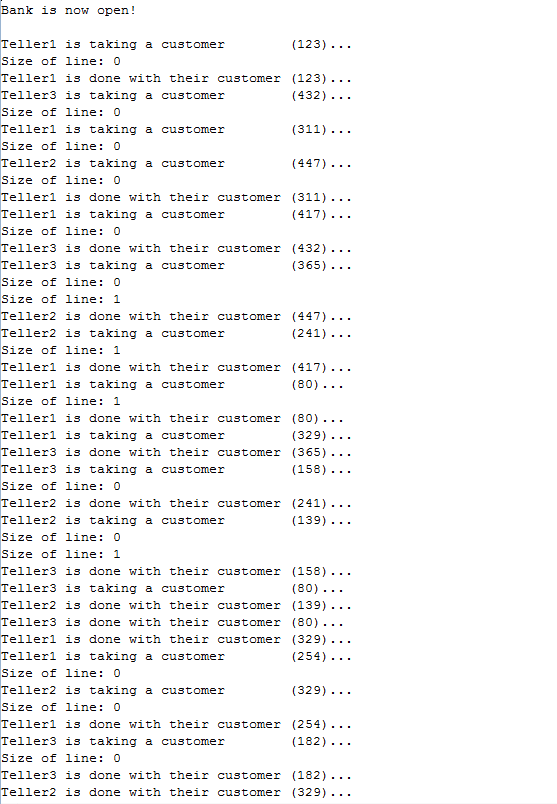 Bank is now open!

Teller1 is taking a customer        (123)...
Size of line: 0
Teller1 is done with their customer (123)...
Teller3 is taking a customer        (432)...
Size of line: 0
Teller1 is taking a customer        (311)...
Size of line: 0
Teller2 is taking a customer        (447)...
Size of line: 0
Teller1 is done with their customer (311)...
Teller1 is taking a customer        (417)...
Size of line: 0
Teller3 is done with their customer (432)...
Teller3 is taking a customer        (365)...
Size of line: 0
Size of line: 1
Teller2 is done with their customer (447)...
Teller2 is taking a customer        (241)...
Size of line: 1
Teller1 is done with their customer (417)...
Teller1 is taking a customer        (80)...
Size of line: 1
Teller1 is done with their customer (80)...
Teller1 is taking a customer        (329)...
Teller3 is done with their customer (365)...
Teller3 is taking a customer        (158)...
Size of line: 0
Teller2 is done with their customer (241)...
Teller2 is taking a customer        (139)...
Size of line: 0
Size of line: 1
Teller3 is done with their customer (158)...
Teller3 is taking a customer        (80)...
Teller2 is done with their customer (139)...
Teller3 is done with their customer (80)...
Teller1 is done with their customer (329)...
Teller1 is taking a customer        (254)...
Size of line: 0
Teller2 is taking a customer        (329)...
Size of line: 0
Teller1 is done with their customer (254)...
Teller3 is taking a customer        (182)...
Size of line: 0
Teller3 is done with their customer (182)...
Teller2 is done with their customer (329)...